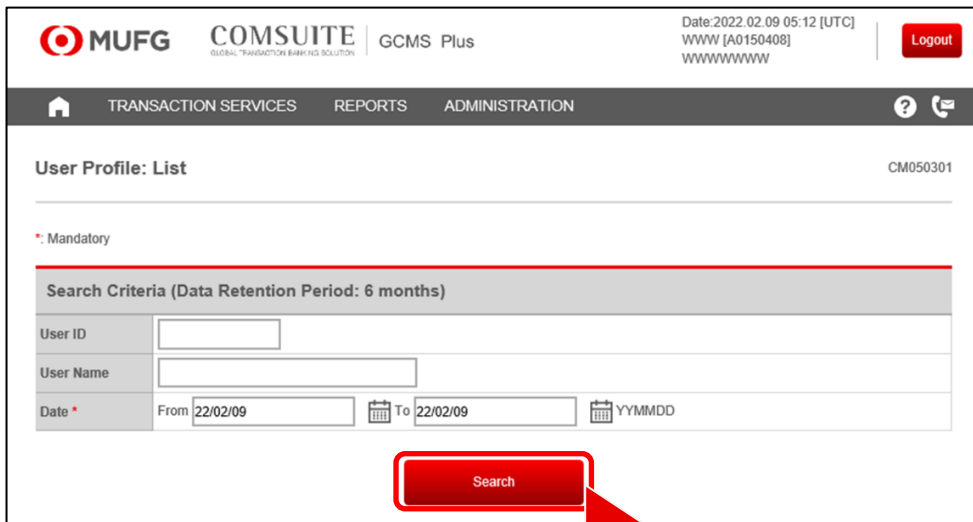 MUFG COMSUITE GCMS Plus
GLOBAL TRANSACTION BANKING SOLUTION
Date:2022.02.09 05:12 [UTC]
WWW [A0150408]
WWWWWWWW
Logout
TRANSACTION SERVICES REPORTS ADMINISTRATION ?
User Profile: List CM050301
*: Mandatory
Search Criteria (Data Retention Period: 6 months)
User ID
User Name
Date * From 22/02/09 To 22/02/09 YYMMDD
Search